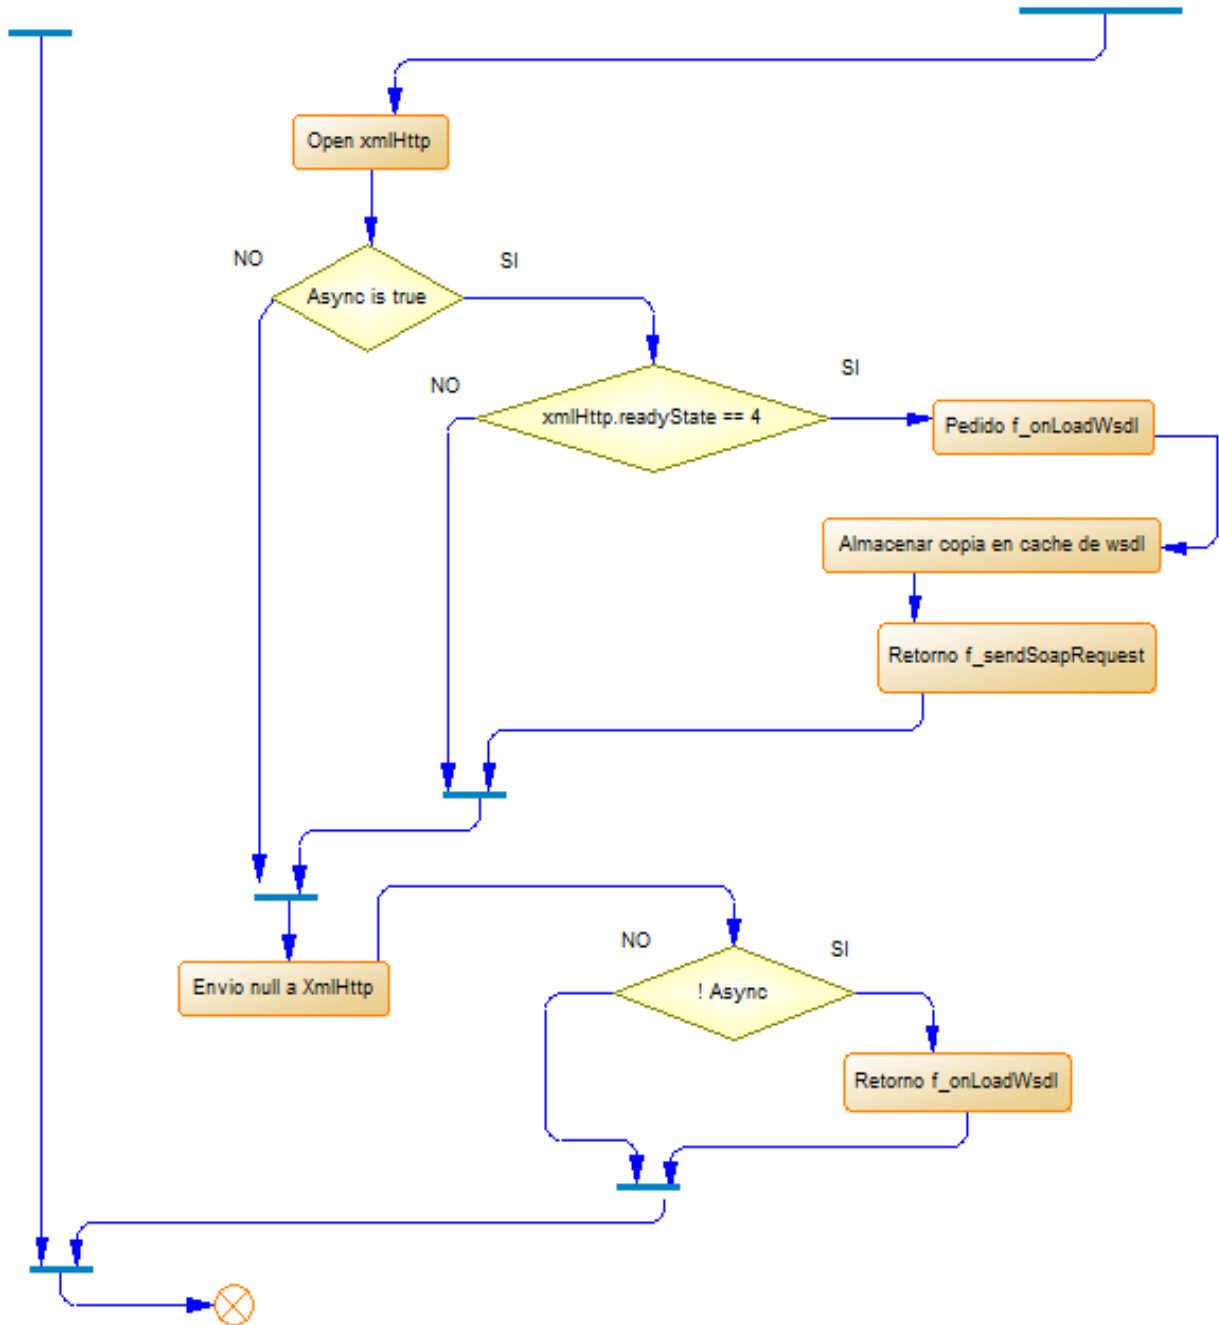 Open xmlHttp
NO
SI
Async is true
NO
SI
xmlHttp.readyState == 4
Pedido f_onLoadWsdl
Almacenar copia en cache de wsdl
Retorno f_sendSoapRequest
NO
SI
Envio null a XmlHttp
! Async
Retorno f_onLoadWsdl